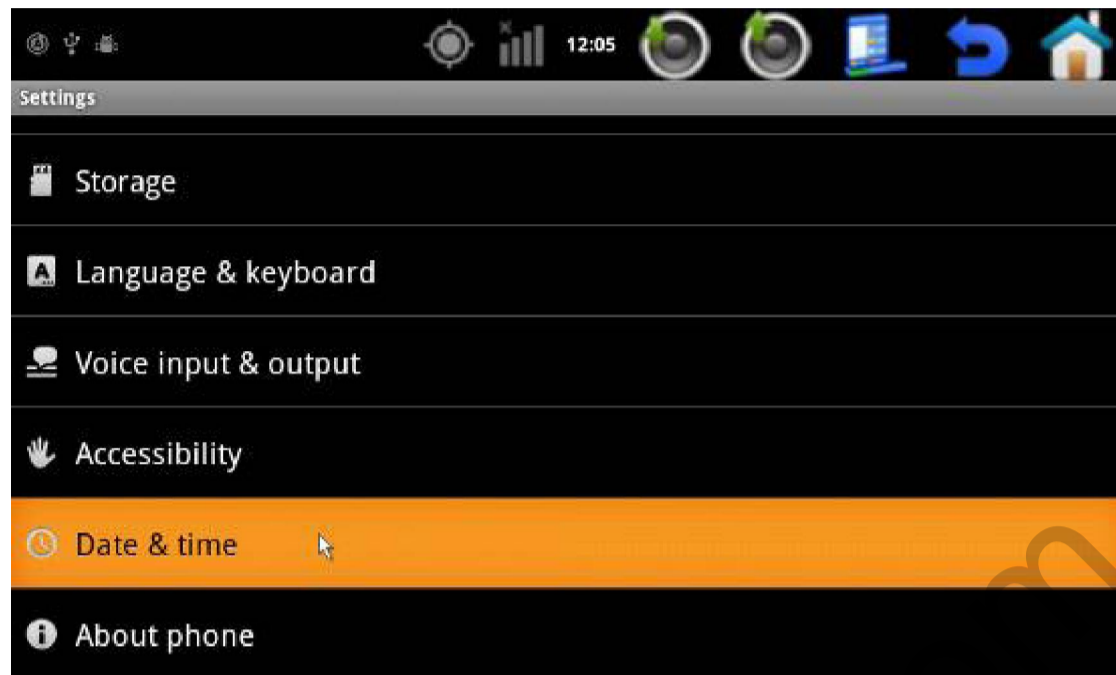 12:05
Settings
Storage
Language & keyboard
Voice input & output
Accessibility
Date & time
About phone